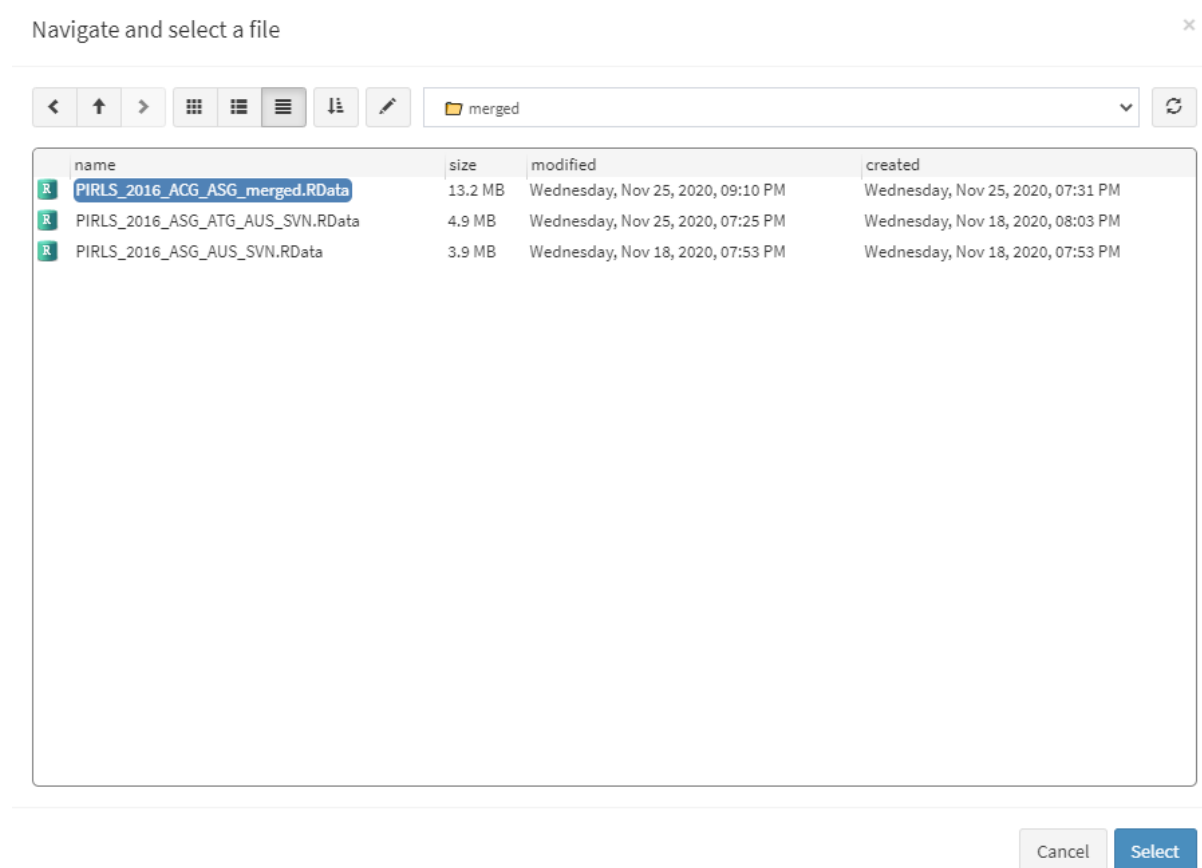 Navigate and select a file ×
merged
name size modified created
R PIRLS_2016_ACG_ASG_merged.RData 13.2 MB Wednesday, Nov 25, 2020, 09:10 PM Wednesday, Nov 25, 2020, 07:31 PM
R PIRLS_2016_ASG_ATG_AUS_SVN.RData 4.9 MB Wednesday, Nov 25, 2020, 07:25 PM Wednesday, Nov 18, 2020, 08:03 PM
R PIRLS_2016_ASG_AUS_SVN.RData 3.9 MB Wednesday, Nov 18, 2020, 07:53 PM Wednesday, Nov 18, 2020, 07:53 PM
Cancel Select